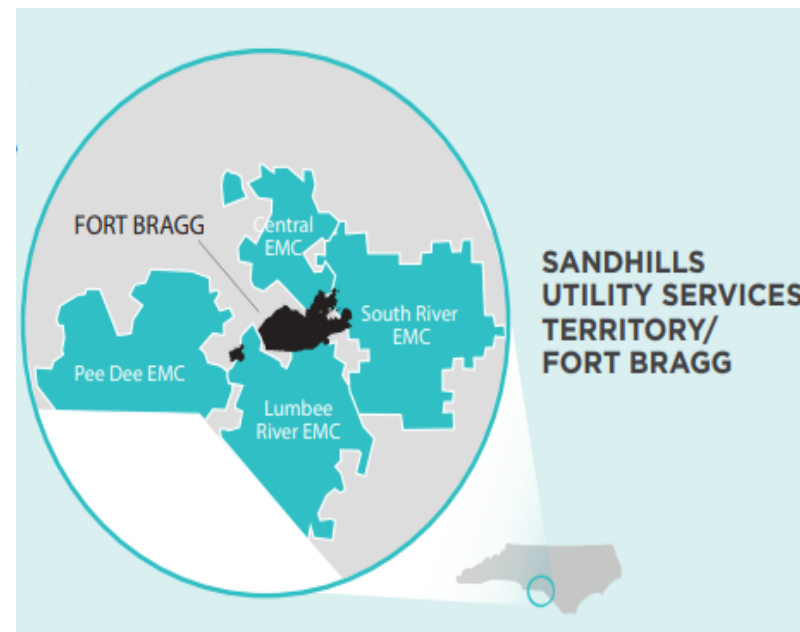 FORT BRAGG
Central
EMC
South River
EMC
Pee Dee EMC
Lumbee
River EMC
SANDHILLS
UTILITY SERVICES
TERRITORY/
FORT BRAGG